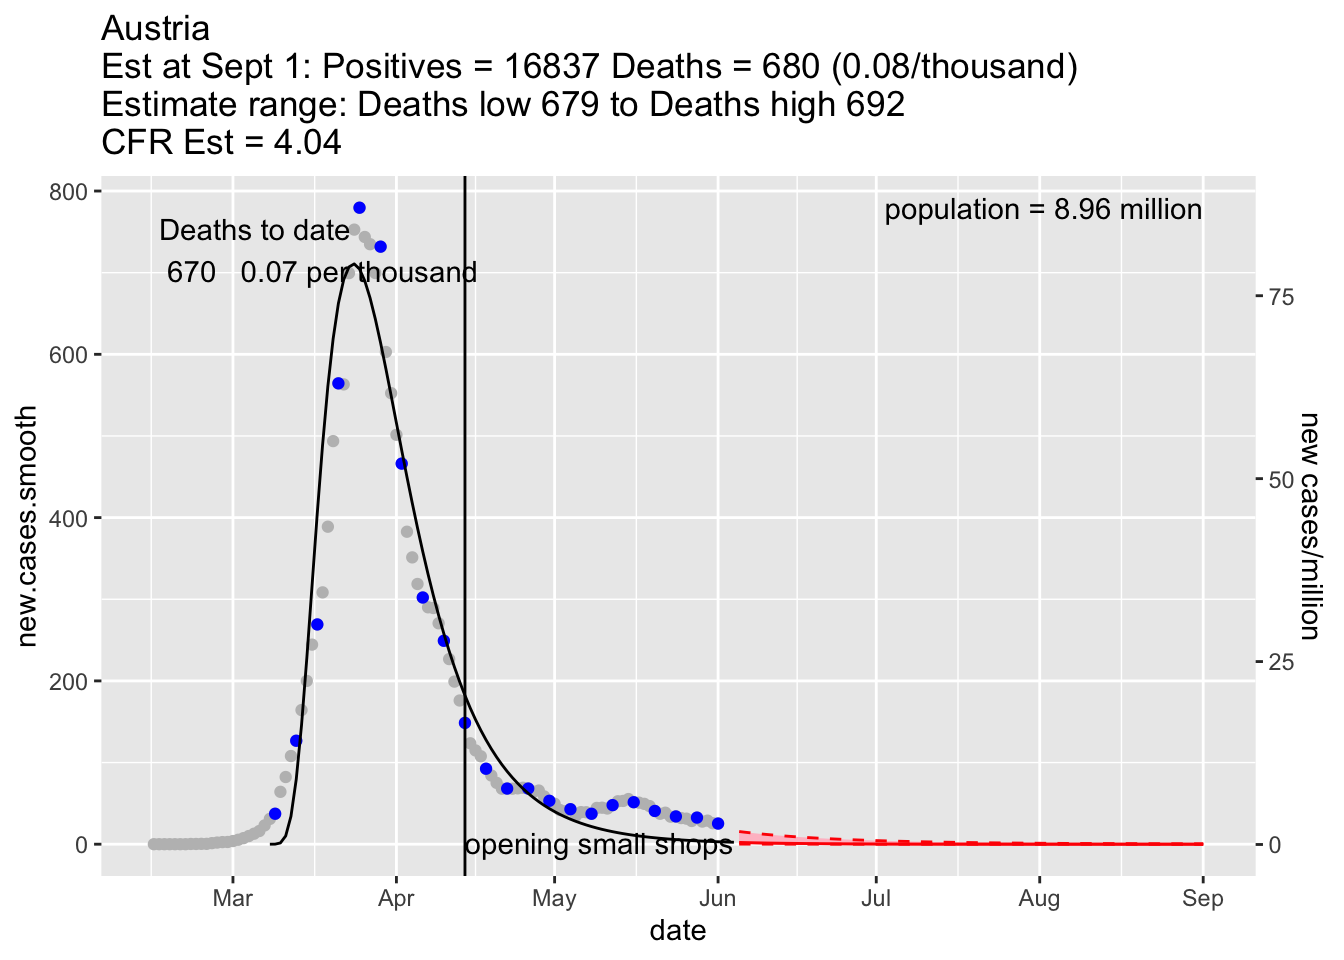 Austria
Est at Sept 1: Positives = 16837 Deaths = 680 (0.08/thousand)
Estimate range: Deaths low 679 to Deaths high 692
CFR Est = 4.04
800
600
400
200
0
new.cases.smooth
Deaths to date
670 0.07 per thousand
population = 8.96 million
opening small shops
75
50
25
0
new cases/million
Mar Apr May Jun Jul Aug Sep
date